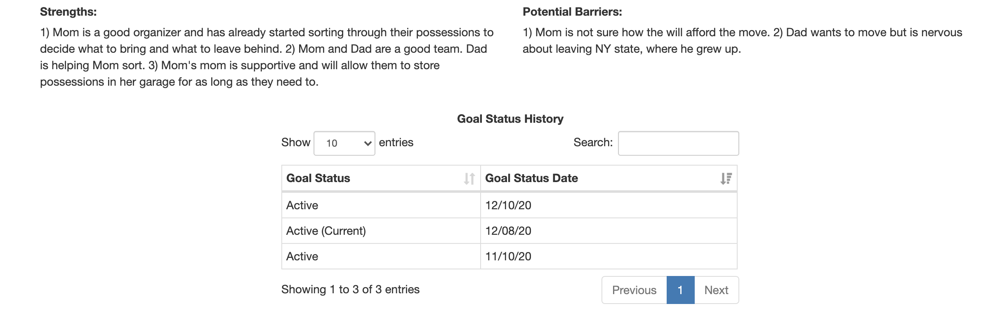 Strengths:
1) Mom is a good organizer and has already started sorting through their possessions to
decide what to bring and what to leave behind. 2) Mom and Dad are a good team. Dad
is helping Mom sort. 3) Mom's mom is supportive and will allow them to store
possessions in her garage for as long as they need to.
Potential Barriers:
1) Mom is not sure how the will afford the move. 2) Dad wants to move but is nervous
about leaving NY state, where he grew up.
Goal Status History
Show 10 entries Search:
Goal Status Goal Status Date
Active 12/10/20
Active (Current) 12/08/20
Active 11/10/20
Showing 1 to 3 of 3 entries Previous 1 Next